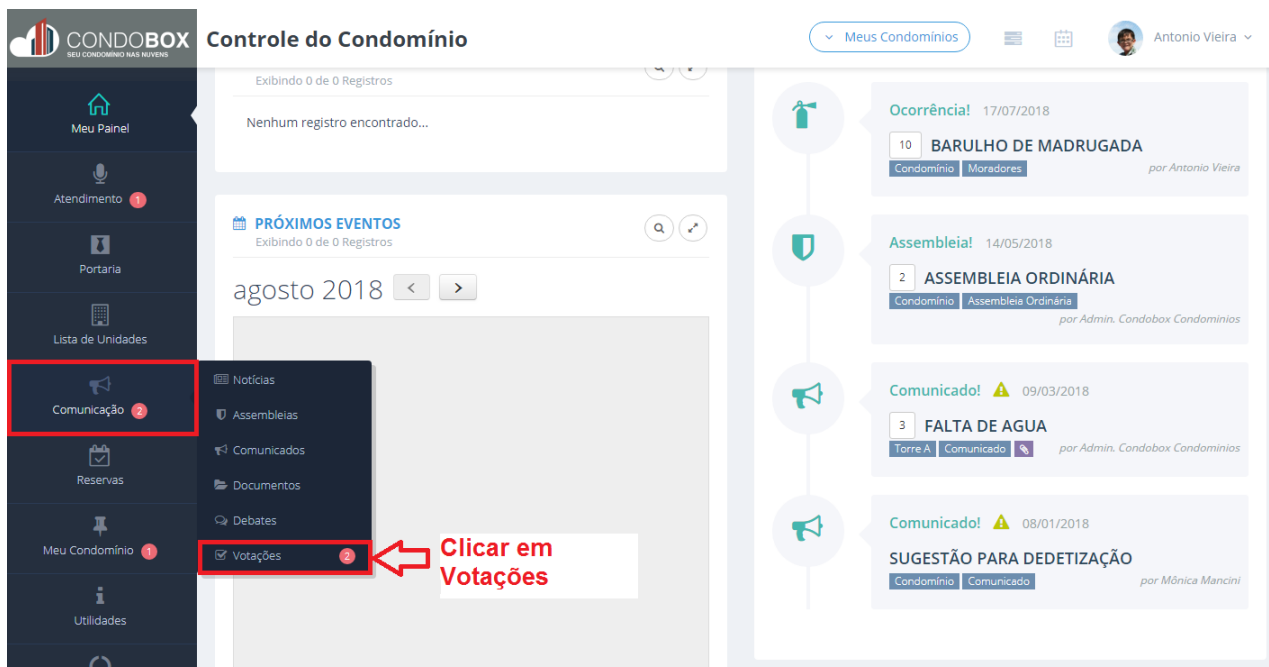 CONDOBOX
SEU CONDOMÍNIO NAS NUVENS
Controle do Condomínio
Meus Condomínios
Antonio Vieira
Meu Painel
Atendimento 1
Portaria
Lista de Unidades
Comunicação 2
Reservas
Meu Condomínio 1
Utilidades
Notícias
Assembleias
Comunicados
Documentos
Debates
Votações 2
Clicar em
Votações
Exibindo 0 de 0 Registros
Nenhum registro encontrado...
PRÓXIMOS EVENTOS
Exibindo 0 de 0 Registros
agosto 2018
Ocorrência! 17/07/2018
10 BARULHO DE MADRUGADA
Condomínio Moradores por Antonio Vieira
Assembleia! 14/05/2018
2 ASSEMBLEIA ORDINÁRIA
Condomínio Assembleia Ordinária
por Admin. Condobox Condominios
Comunicado! 09/03/2018
3 FALTA DE AGUA
Torre A Comunicado por Admin. Condobox Condominios
Comunicado! 08/01/2018
SUGESTÃO PARA DEDETIZAÇÃO
Condomínio Comunicado por Mônica Mancini